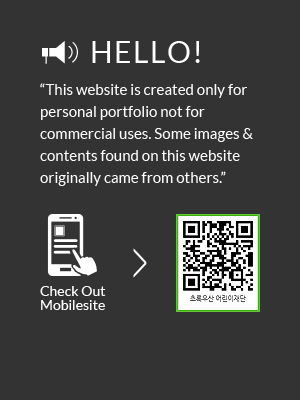 HELLO!
“This website is created only for
personal portfolio not for
commercial uses. Some images &
contents found on this website
originally came from others.”
Check Out
Mobilesite
초록우산 어린이재단